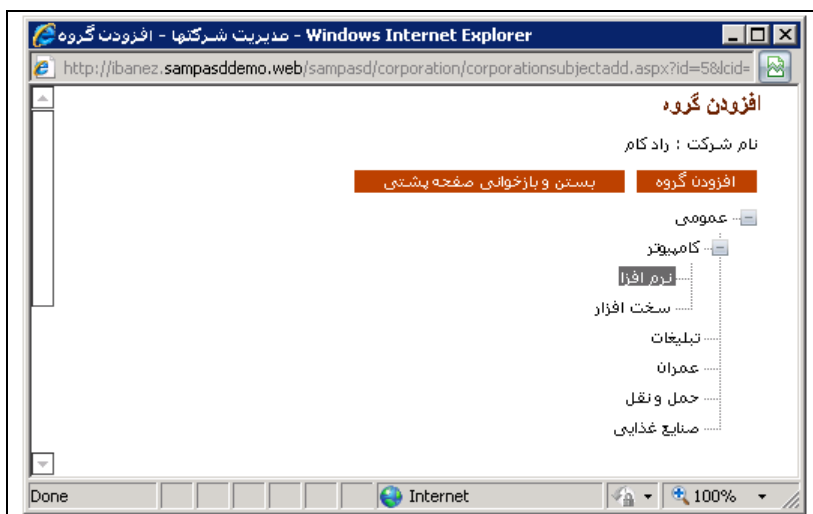 افزودن گروه - مدیریت شرکتها - Windows Internet Explorer
http://ibanez.sampasddemo.web/sampasd/corporation/corporationsubjectadd.aspx?id=5&lcid=
افزودن گروه
نام شرکت : راد کام
افزودن گروه بستن و بازخوانی صفحه پشتی
عمومی
کامپیوتر
نرم افزا
سخت افزار
تبلیغات
عمران
حمل و نقل
صنایع غذایی
Done Internet 100%